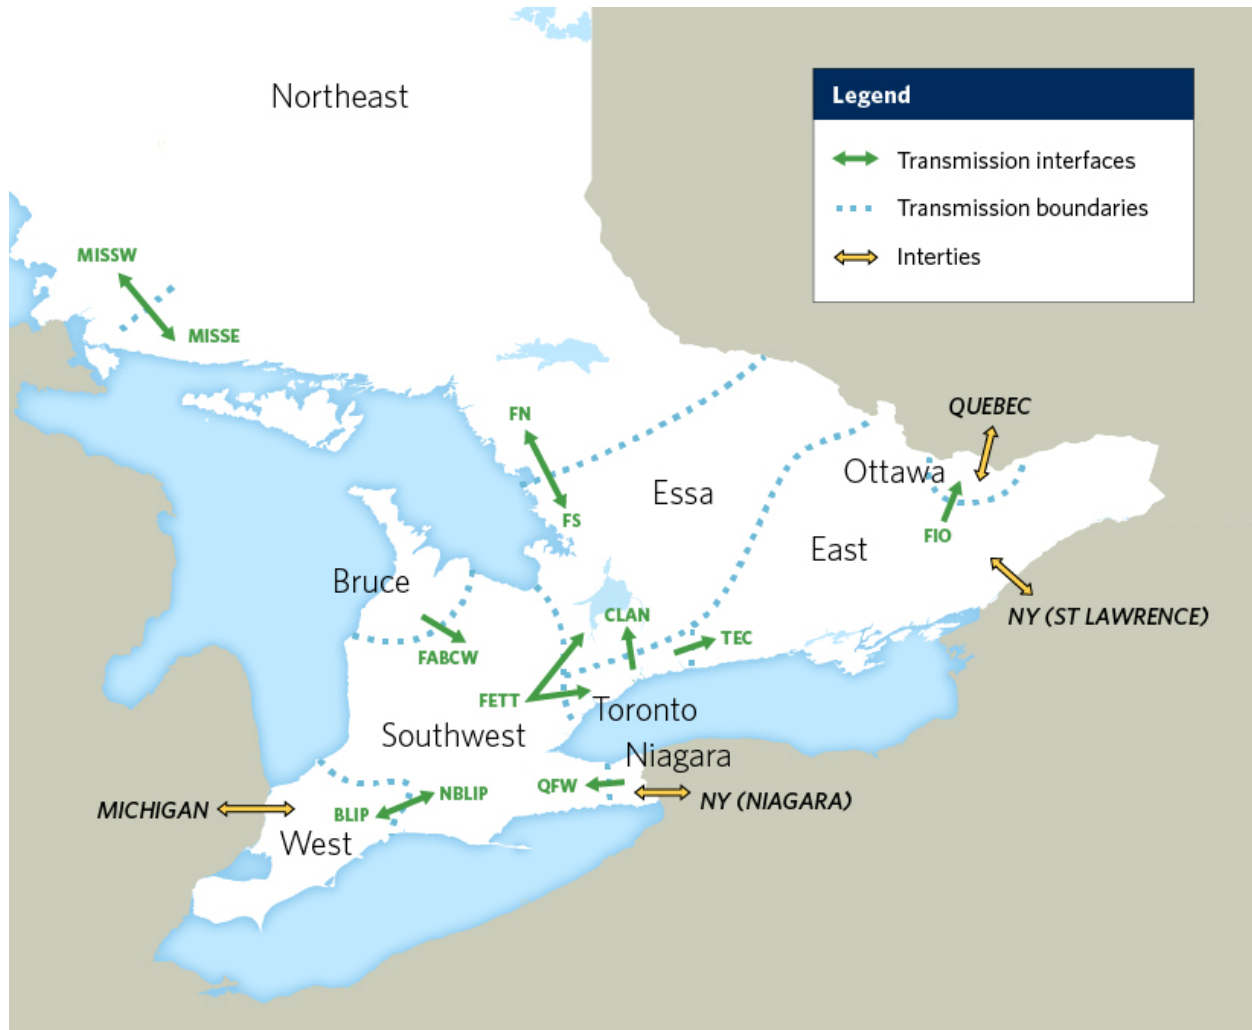 Northeast
Legend
Transmission interfaces
Transmission boundaries
Interties
MISSW
MISSE
FN
QUEBEC
Ottawa
Essa
FS
FIO
East
Bruce
CLAN
NY (ST LAWRENCE)
TEC
FABCW
FETT
Toronto
Southwest
Niagara
QFW
NBLIP
NY (NIAGARA)
MICHIGAN
BLIP
West